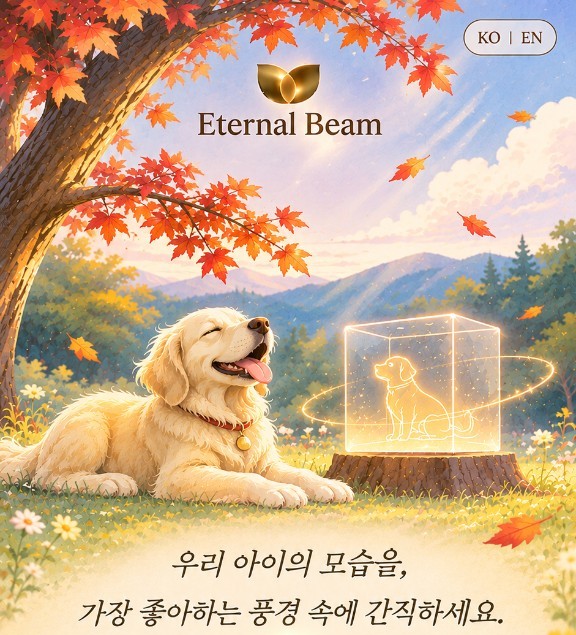 KO | EN
Eternal Beam
우리 아이의 모습을,
가장 좋아하는 풍경 속에 간직하세요.